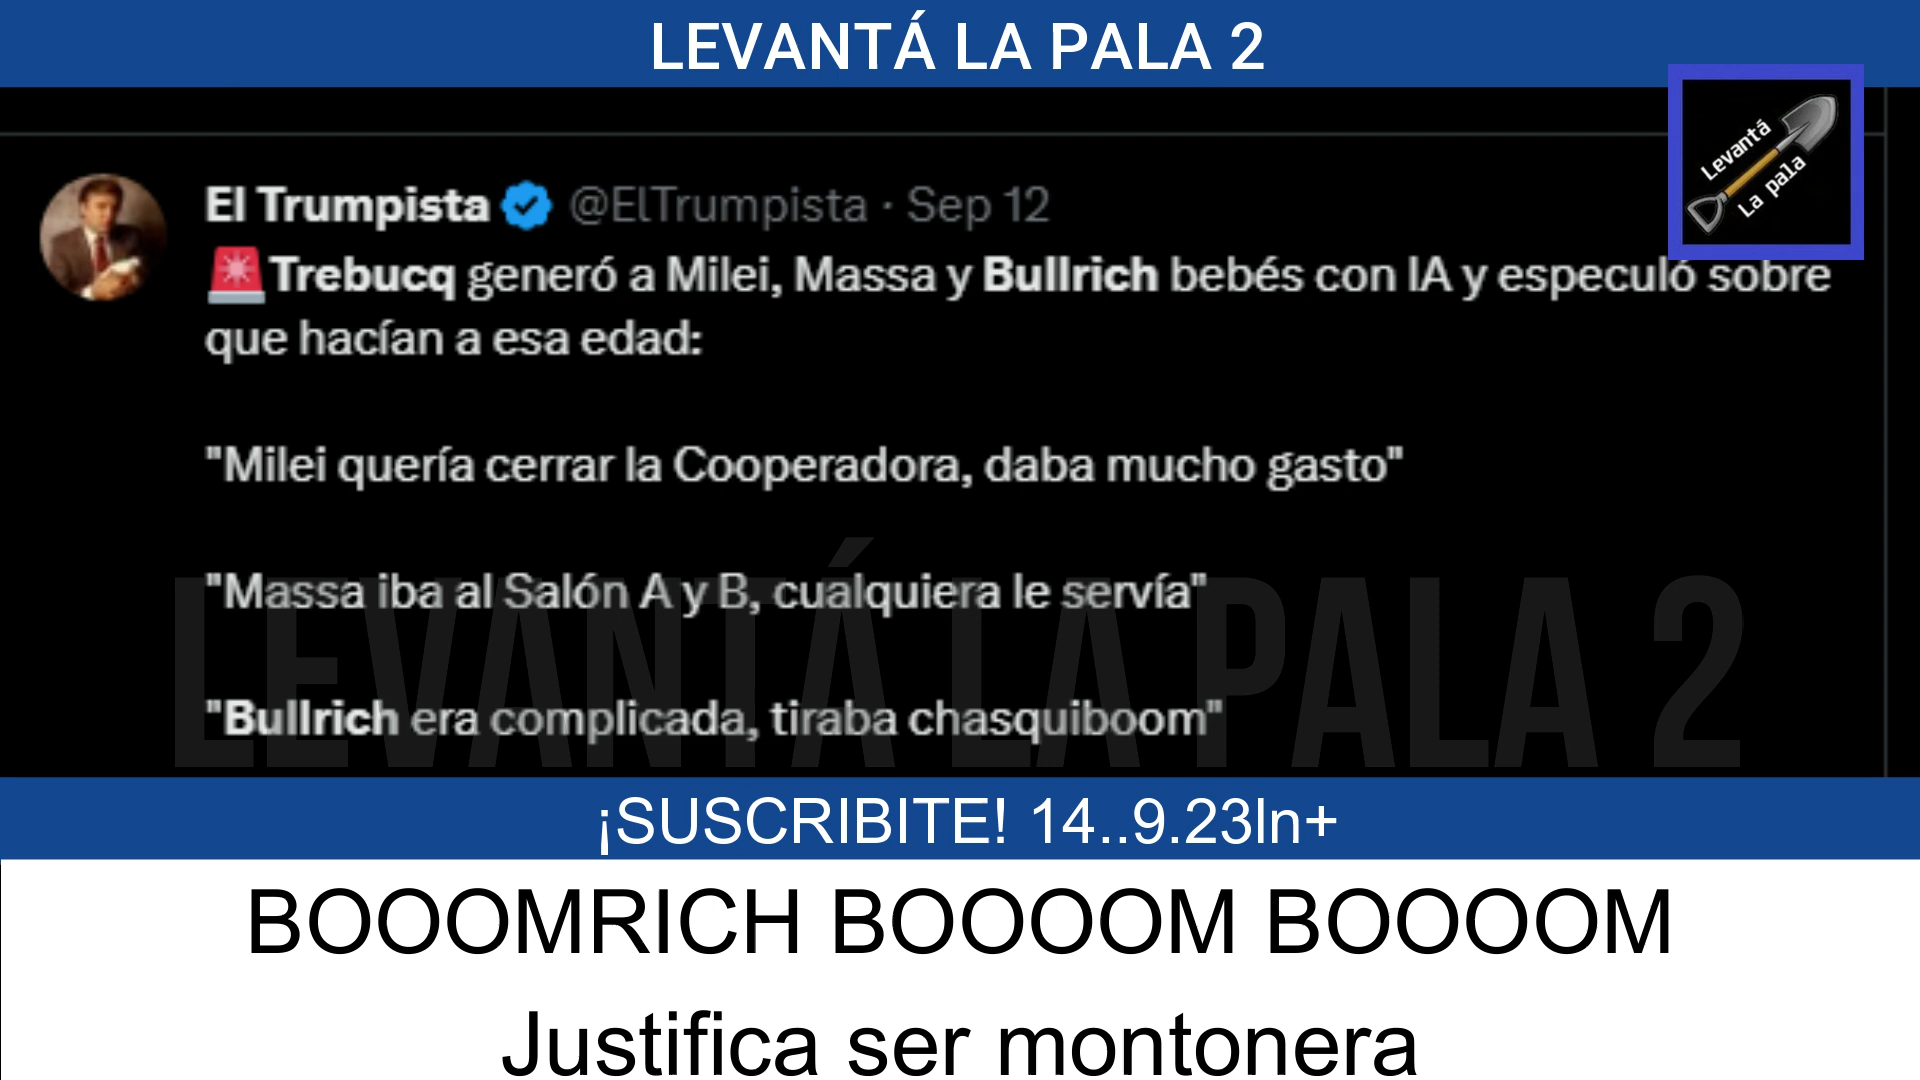 LEVANTÁ LA PALA 2
Levantá
La pala
El Trumpista @ElTrumpista · Sep 12
🚨Trebucq generó a Milei, Massa y Bullrich bebés con IA y especuló sobre
que hacían a esa edad:
"Milei quería cerrar la Cooperadora, daba mucho gasto"
"Massa iba al Salón A y B, cualquiera le servía"
"Bullrich era complicada, tiraba chasquiboom"
LEVANTÁ LA PALA 2
¡SUSCRIBITE! 14..9.23ln+
BOOOMRICH BOOOOM BOOOOM
Justifica ser montonera